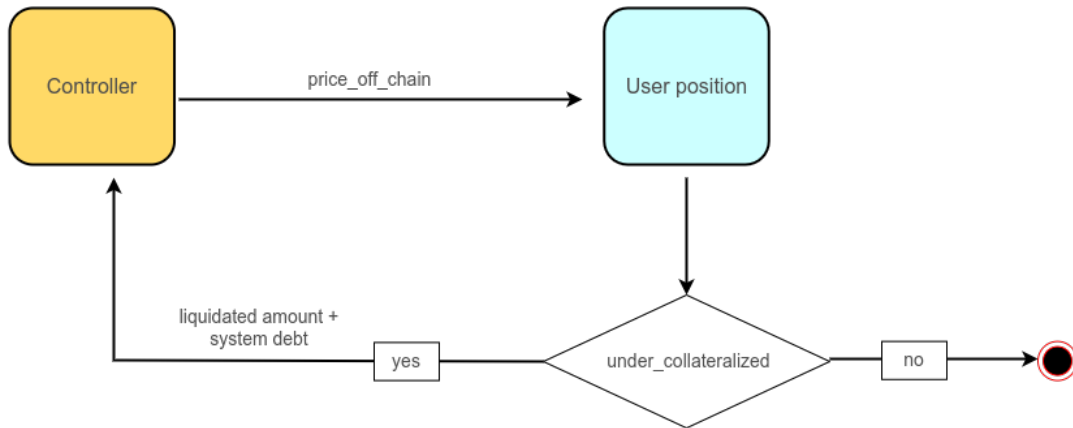 Controller
price_off_chain
User position
liquidated amount +
system debt
yes
under_collateralized
no